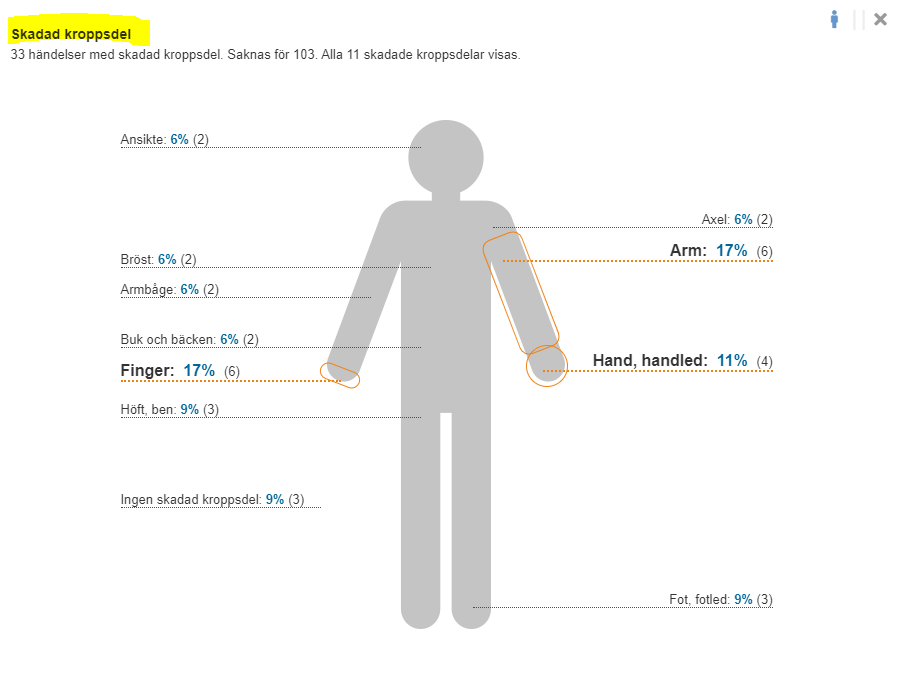 Skadad kroppsdel
33 händelser med skadad kroppsdel. Saknas för 103. Alla 11 skadade kroppsdelar visas.
Ansikte: 6% (2)
Axel: 6% (2)
Arm: 17% (6)
Bröst: 6% (2)
Armbåge: 6% (2)
Buk och bäcken: 6% (2)
Hand, handled: 11% (4)
Finger: 17% (6)
Höft, ben: 9% (3)
Ingen skadad kroppsdel: 9% (3)
Fot, fotled: 9% (3)